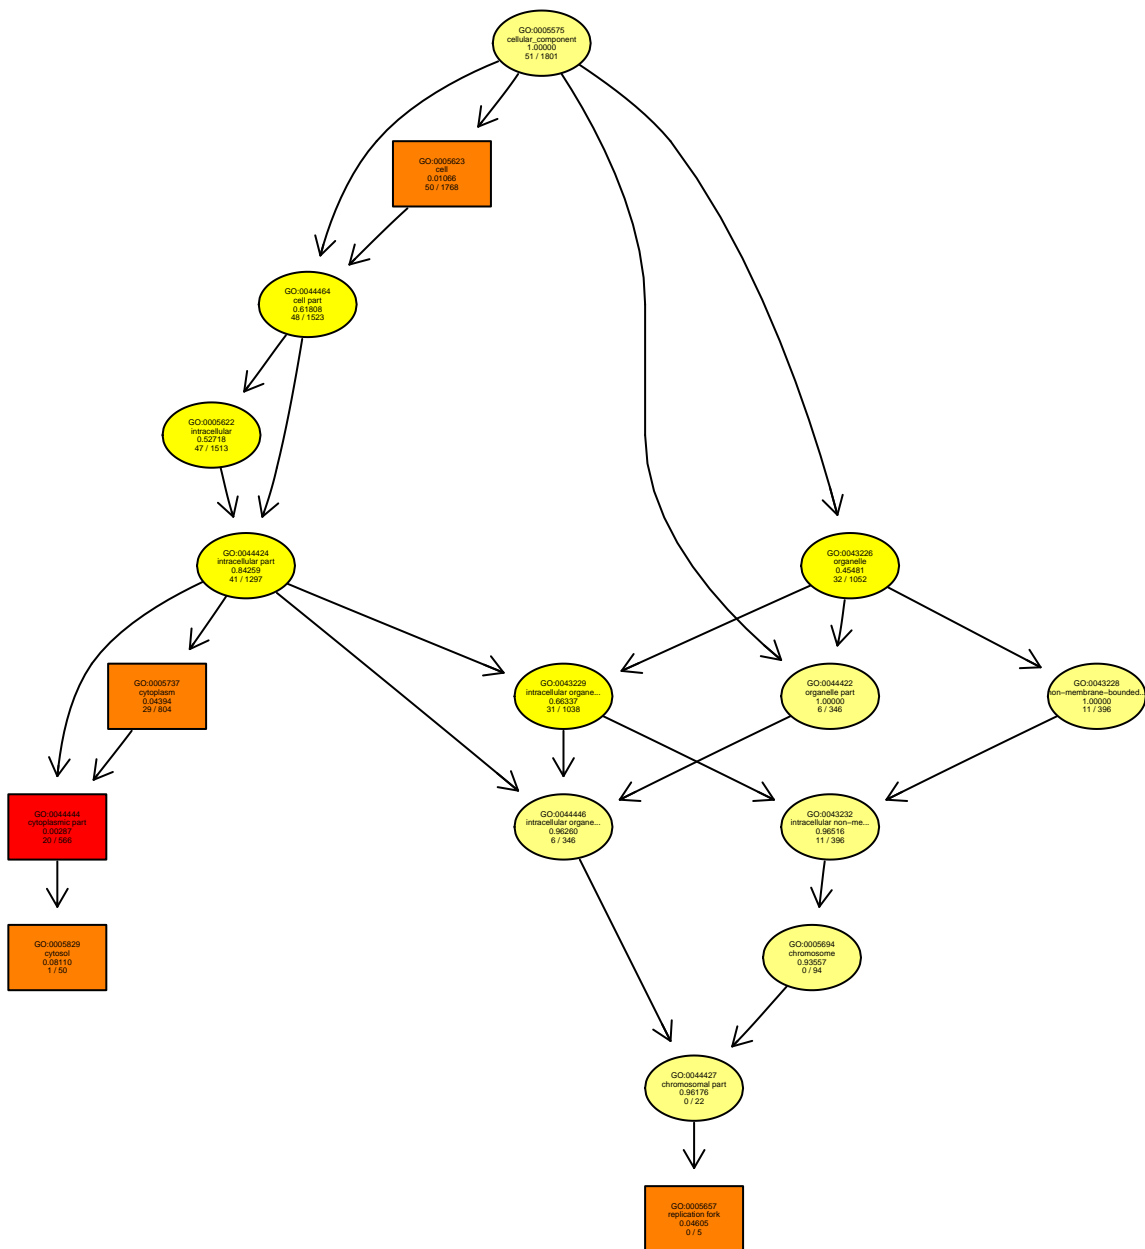 GO:0005575
cellular_component
1.00000
51 / 1801
GO:0005623
cell
0.01066
50 / 1768
GO:0044464
cell part
0.61808
48 / 1523
GO:0005622
intracellular
0.52718
47 / 1513
GO:0044424
intracellular part
0.84259
41 / 1297
GO:0043226
organelle
0.45481
32 / 1052
GO:0005737
cytoplasm
0.04394
29 / 804
GO:0043229
intracellular organe...
0.66337
31 / 1038
GO:0044422
organelle part
1.00000
6 / 346
GO:0043228
non−membrane−bounded...
1.00000
11 / 396
GO:0044444
cytoplasmic part
0.00287
20 / 566
GO:0044446
intracellular organe...
0.96260
6 / 346
GO:0043232
intracellular non−me...
0.96516
11 / 396
GO:0005829
cytosol
0.08110
1 / 50
GO:0005694
chromosome
0.93557
0 / 94
GO:0044427
chromosomal part
0.96176
0 / 22
GO:0005657
replication fork
0.04605
0 / 5